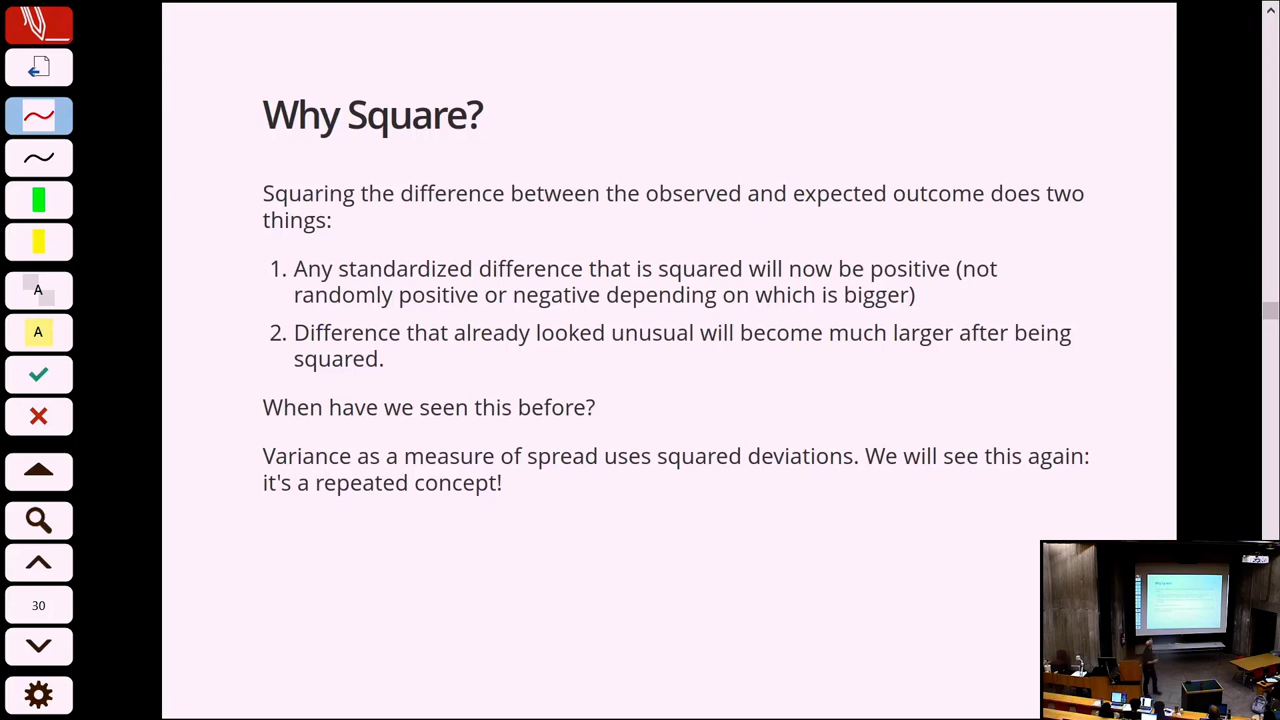 Why Square?
Squaring the difference between the observed and expected outcome does two
things:
1. Any standardized difference that is squared will now be positive (not
randomly positive or negative depending on which is bigger)
2. Difference that already looked unusual will become much larger after being
squared.
When have we seen this before?
Variance as a measure of spread uses squared deviations. We will see this again:
it's a repeated concept!
A
A
30